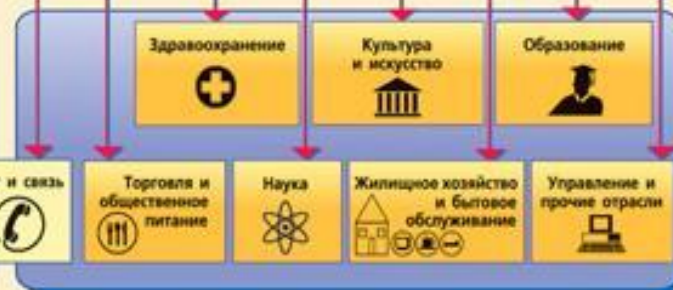 Здравоохранение
Культура
и искусство
Образование
и связь
Торговля и
общественное
питание
Наука
Жилищное хозяйство
и бытовое
обслуживание
Управление и
прочие отрасли